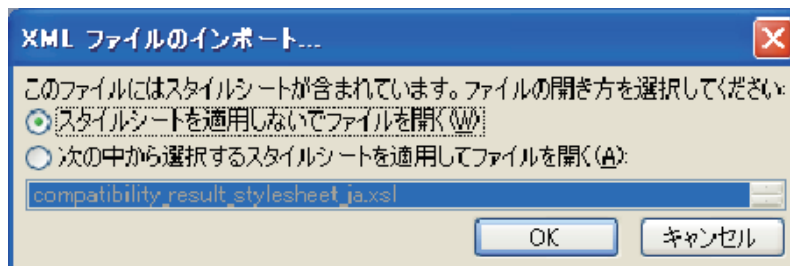 XML ファイルのインポート...
このファイルにはスタイルシートが含まれています。ファイルの開き方を選択してください:
スタイルシートを適用しないでファイルを開く(W)
次の中から選択するスタイルシートを適用してファイルを開く(A):
compatibility_result_stylesheet_ja.xsl
OK キャンセル